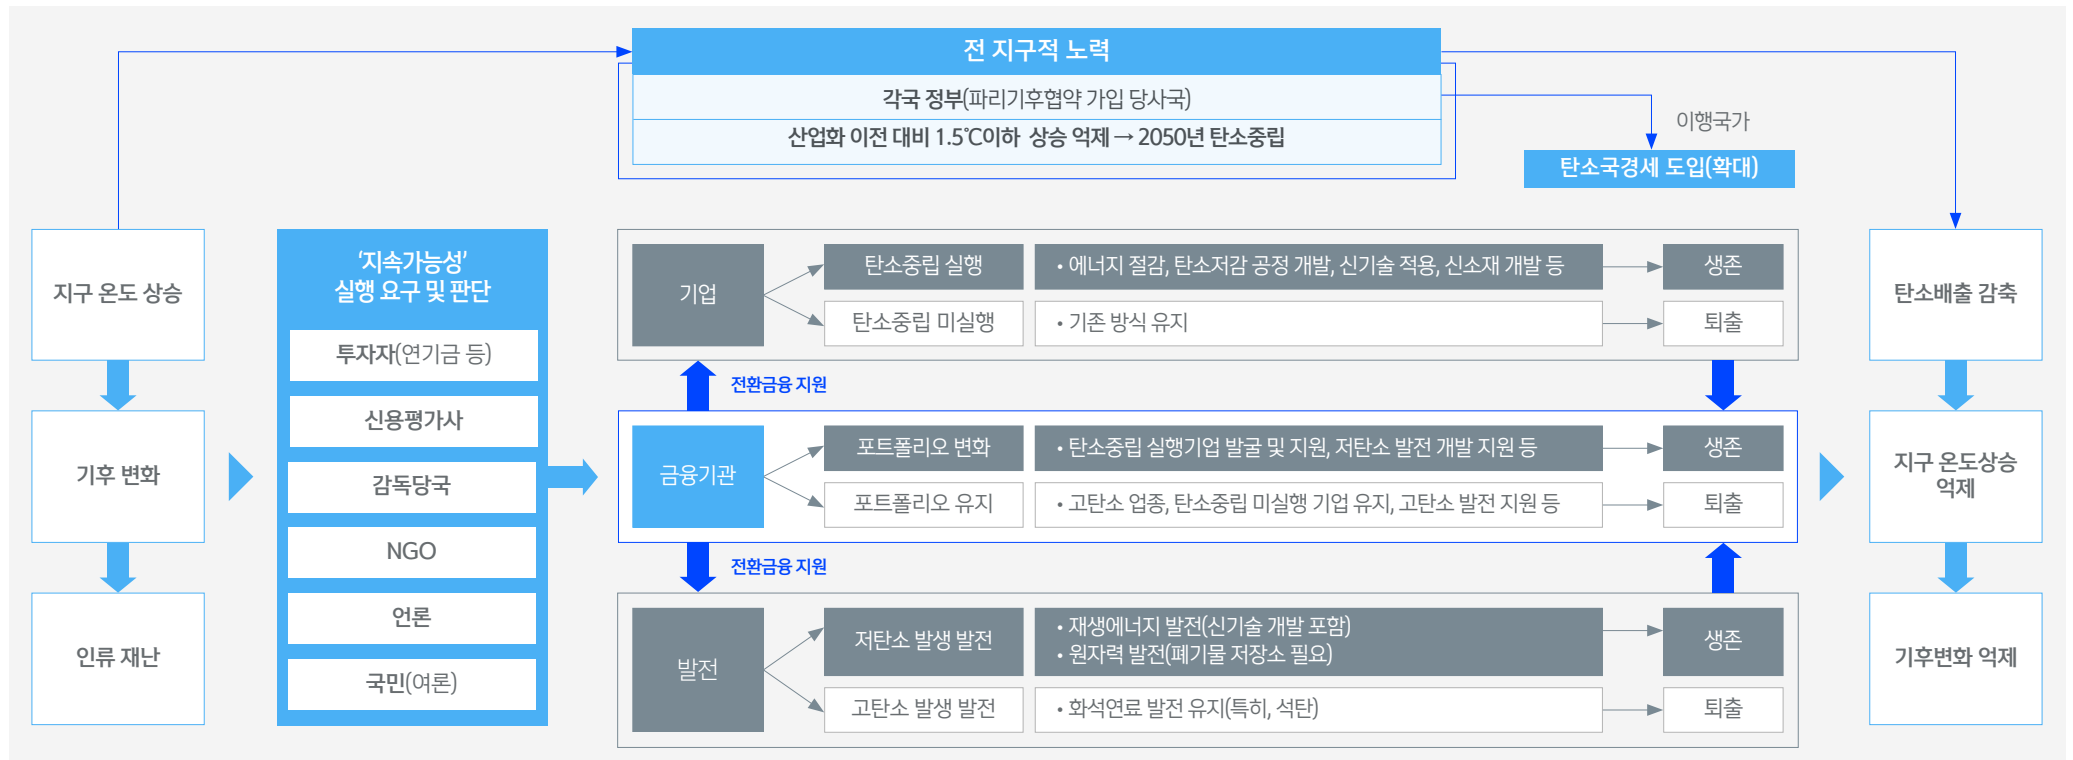 전 지구적 노력
각국 정부(파리기후협약 가입 당사국)
산업화 이전 대비 1.5℃이하 상승 억제 → 2050년 탄소중립
이행국가
탄소국경세 도입(확대)
지구 온도 상승
기후 변화
인류 재난
‘지속가능성’
실행 요구 및 판단
투자자(연기금 등)
신용평가사
감독당국
NGO
언론
국민(여론)
기업
탄소중립 실행
• 에너지 절감, 탄소저감 공정 개발, 신기술 적용, 신소재 개발 등
생존
탄소중립 미실행
• 기존 방식 유지
퇴출
전환금융 지원
금융기관
포트폴리오 변화
• 탄소중립 실행기업 발굴 및 지원, 저탄소 발전 개발 지원 등
생존
포트폴리오 유지
• 고탄소 업종, 탄소중립 미실행 기업 유지, 고탄소 발전 지원 등
퇴출
전환금융 지원
발전
저탄소 발생 발전
• 재생에너지 발전(신기술 개발 포함)
• 원자력 발전(폐기물 저장소 필요)
생존
고탄소 발생 발전
• 화석연료 발전 유지(특히, 석탄)
퇴출
탄소배출 감축
지구 온도상승
억제
기후변화 억제